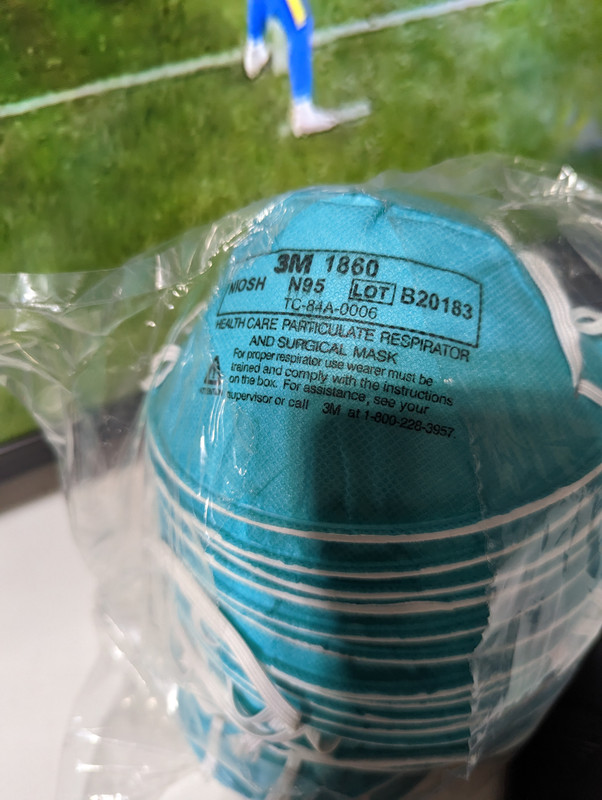 3M 1860
NIOSH N95 LOT B20183
TC-84A-0006
HEALTH CARE PARTICULATE RESPIRATOR
AND SURGICAL MASK
For proper respirator use wearer must be
trained and comply with the instructions
on the box. For assistance, see your
supervisor or call 3M at 1-800-228-3957.